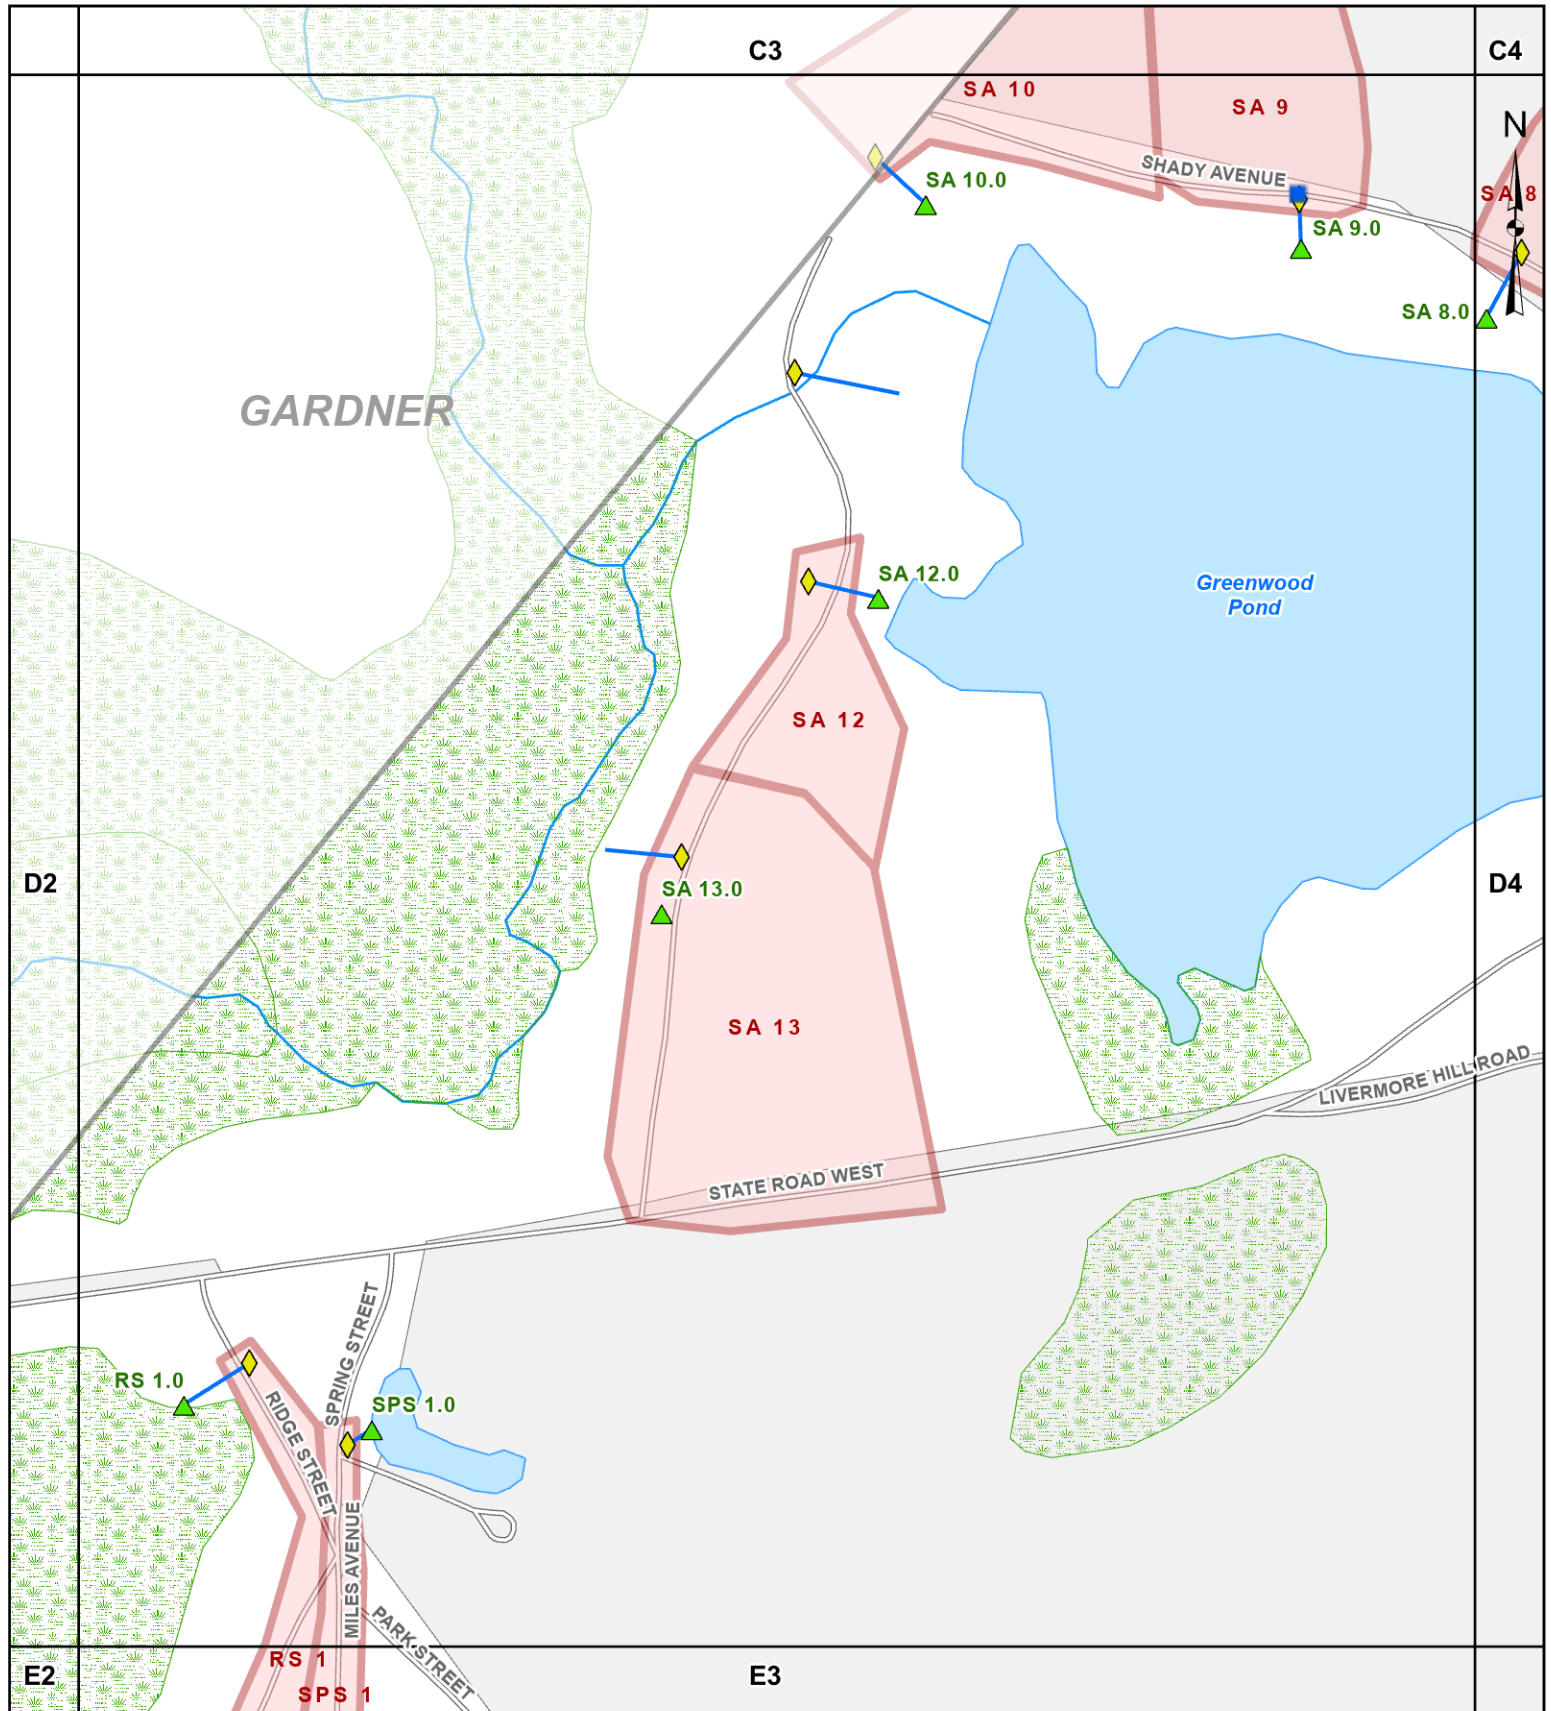 C3
C4
SA 10
SA 9
N
SHADY AVENUE
SA 10.0
SA 8
SA 9.0
SA 8.0
GARDNER
SA 12.0
Greenwood
Pond
SA 12
D2
SA 13.0
D4
SA 13
LIVERMORE HILL ROAD
STATE ROAD WEST
SPRING STREET
RS 1.0
SPS 1.0
RIDGE STREET
MILES AVENUE
PARK STREET
RS 1
E2
E3
SPS 1